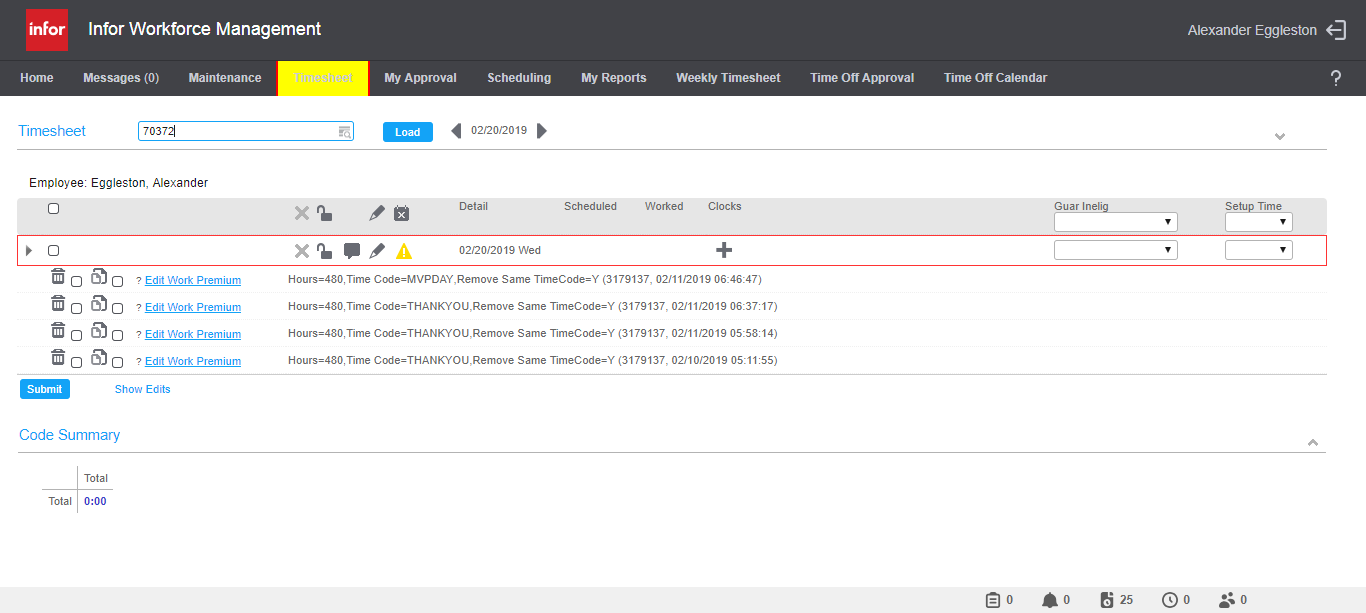 infor Infor Workforce Management Alexander Eggleston
Home Messages (0) Maintenance Timesheet My Approval Scheduling My Reports Weekly Timesheet Time Off Approval Time Off Calendar ?
Timesheet 70372 Load 02/20/2019
Employee: Eggleston, Alexander
Detail Scheduled Worked Clocks Guar Inelig Setup Time
02/20/2019 Wed
? Edit Work Premium Hours=480,Time Code=MVPDAY,Remove Same TimeCode=Y (3179137, 02/11/2019 06:46:47)
? Edit Work Premium Hours=480,Time Code=THANKYOU,Remove Same TimeCode=Y (3179137, 02/11/2019 06:37:17)
? Edit Work Premium Hours=480,Time Code=THANKYOU,Remove Same TimeCode=Y (3179137, 02/11/2019 05:58:14)
? Edit Work Premium Hours=480,Time Code=THANKYOU,Remove Same TimeCode=Y (3179137, 02/10/2019 05:11:55)
Submit Show Edits
Code Summary
Total
Total 0:00
0 0 25 0 0